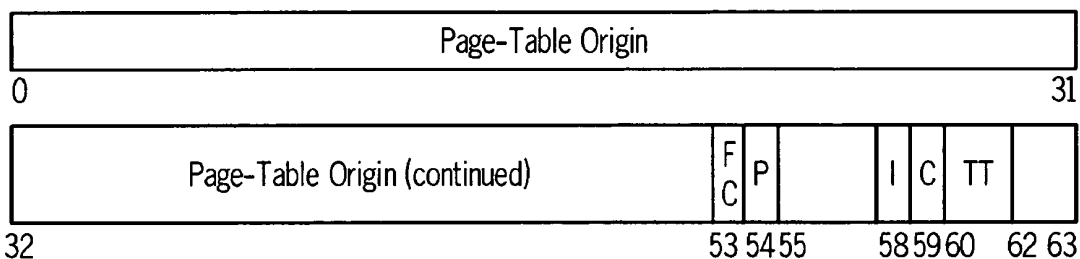 Page-Table Origin
0 31
Page-Table Origin (continued) FC P I C TT
32 53 54 55 58 59 60 62 63